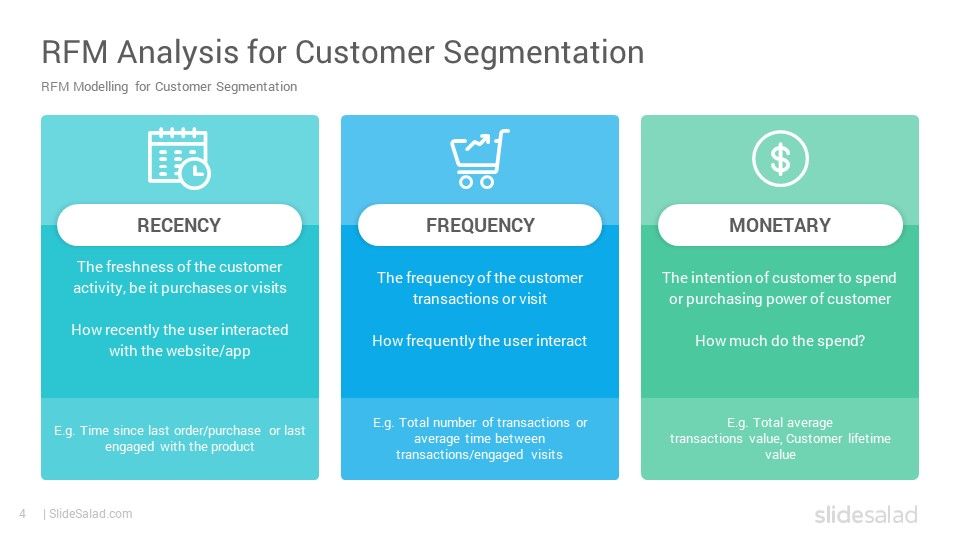 RFM Analysis for Customer Segmentation
RFM Modelling for Customer Segmentation
RECENCY
The freshness of the customer
activity, be it purchases or visits
How recently the user interacted
with the website/app
E.g. Time since last order/purchase or last
engaged with the product
FREQUENCY
The frequency of the customer
transactions or visit
How frequently the user interact
E.g. Total number of transactions or
average time between
transactions/engaged visits
MONETARY
The intention of customer to spend
or purchasing power of customer
How much do the spend?
E.g. Total average
transactions value, Customer lifetime
value
4 | SlideSalad.com
slidesalad